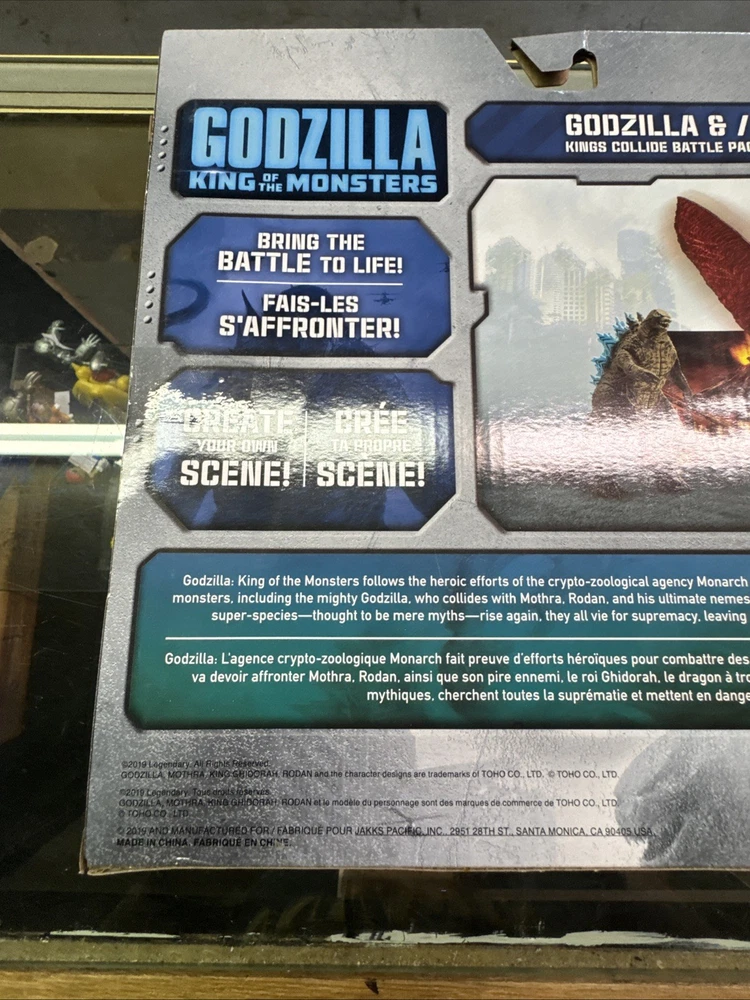 GODZILLA
KING OF THE MONSTERS
GODZILLA &
KINGS COLLIDE BATTLE
BRING THE
BATTLE TO LIFE!
FAIS-LES
S'AFFRONTER!
CREATE
YOUR OWN
SCENE!
CRÉE
TA PROPRE
SCENE!
Godzilla: King of the Monsters follows the heroic efforts of the crypto-zoological agency Monarch
monsters, including the mighty Godzilla, who collides with Mothra, Rodan, and his ultimate
super-species—thought to be mere myths—rise again, they all vie for supremacy, leaving
Godzilla: L'agence crypto-zoologique Monarch fait preuve d'efforts héroïques pour combattre des
va devoir affronter Mothra, Rodan, ainsi que son pire ennemi, le roi Ghidorah, le dragon à
mythiques, cherchent toutes la suprématie et mettent en
©2019 Legendary. All Rights Reserved.
GODZILLA, MOTHRA, KING GHIDORAH, RODAN and the character designs are trademarks of TOHO CO., LTD. © TOHO CO., LTD.
©2019 Legendary. Tous droits réservés.
GODZILLA, MOTHRA, KING GHIDORAH, RODAN et le modèle du personnage sont des marques de commerce de TOHO CO., LTD.
© TOHO CO., LTD.
© 2019 AND MANUFACTURED FOR / FABRIQUÉ POUR JAKKS PACIFIC, INC., 2951 28TH ST., SANTA MONICA, CA 90405 USA.
MADE IN CHINA. FABRIQUÉ EN CHINE.